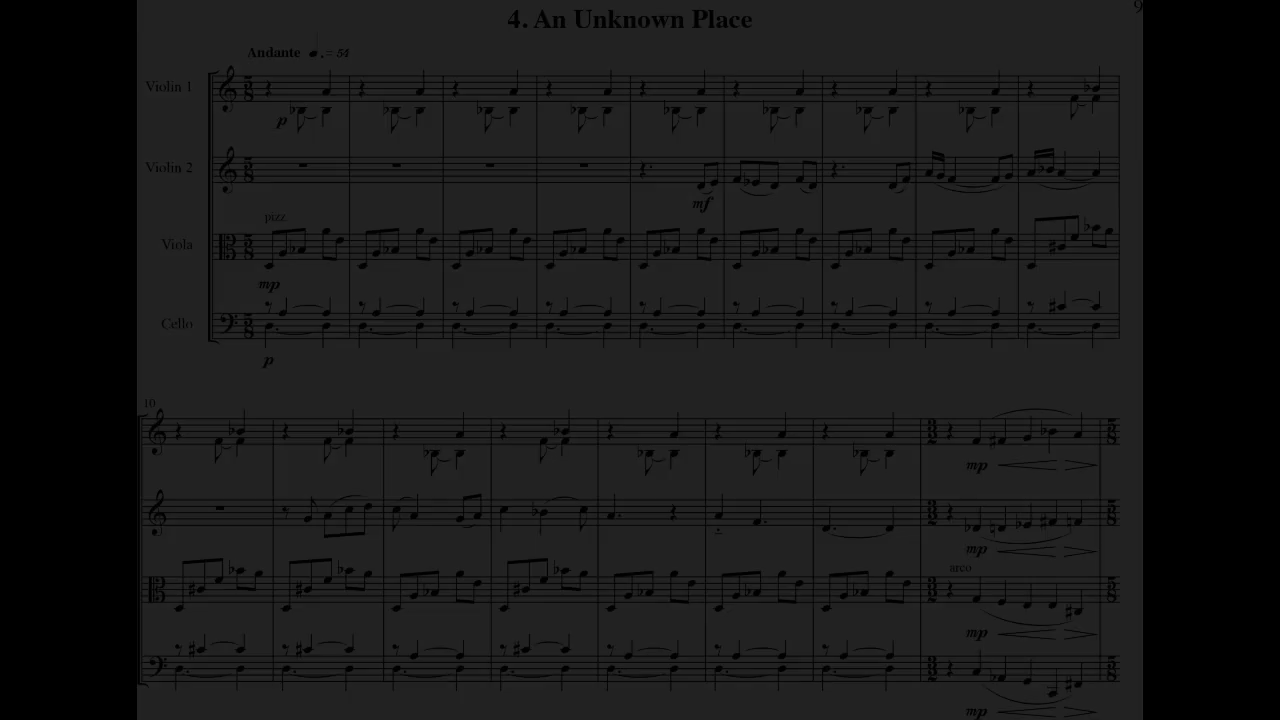 9
4. An Unknown Place
Andante ♩. = 54
Violin 1
p
Violin 2
mf
pizz.
Viola
mp
Cello
p
10
mp
mp
arco
mp
mp